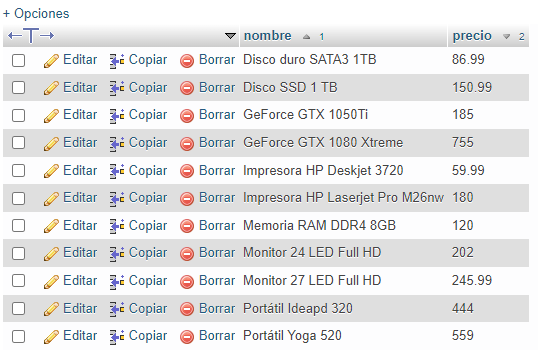 + Opciones
nombre 1 precio 2
Editar Copiar Borrar Disco duro SATA3 1TB 86.99
Editar Copiar Borrar Disco SSD 1 TB 150.99
Editar Copiar Borrar GeForce GTX 1050Ti 185
Editar Copiar Borrar GeForce GTX 1080 Xtreme 755
Editar Copiar Borrar Impresora HP Deskjet 3720 59.99
Editar Copiar Borrar Impresora HP Laserjet Pro M26nw 180
Editar Copiar Borrar Memoria RAM DDR4 8GB 120
Editar Copiar Borrar Monitor 24 LED Full HD 202
Editar Copiar Borrar Monitor 27 LED Full HD 245.99
Editar Copiar Borrar Portátil Ideapd 320 444
Editar Copiar Borrar Portátil Yoga 520 559